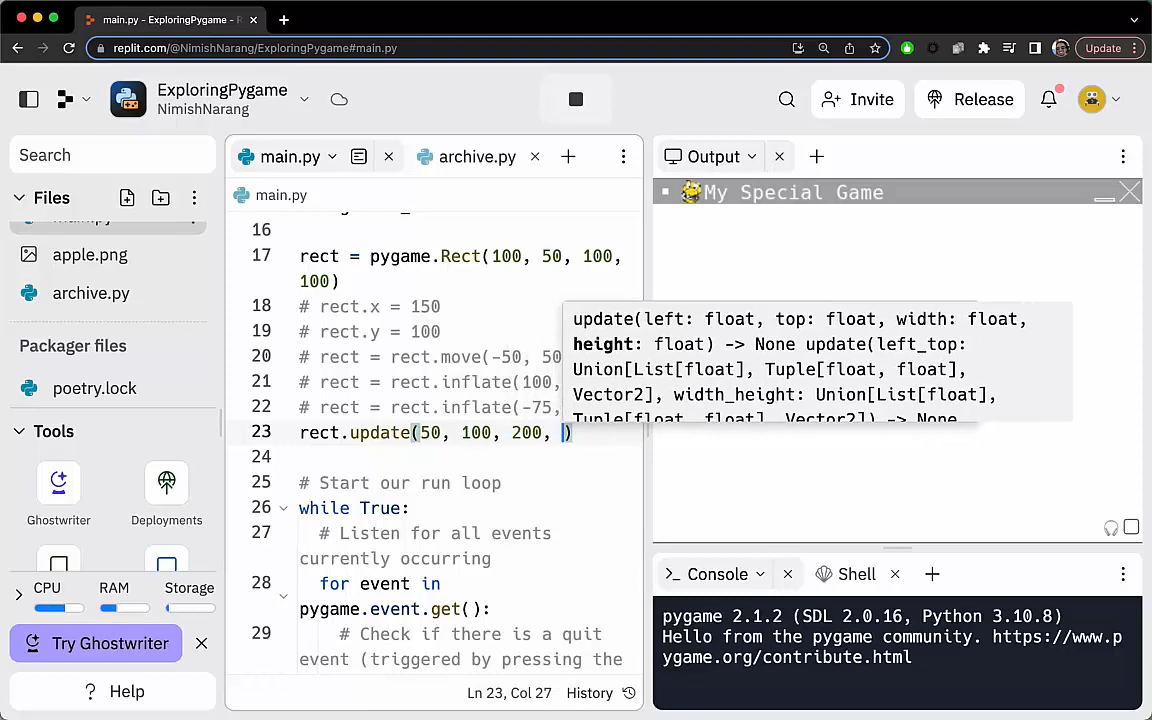 main.py - ExploringPygame - R
replit.com/@NimishNarang/ExploringPygame#main.py
Update
ExploringPygame
NimishNarang
Invite
Release
Search
Files
apple.png
archive.py
Packager files
poetry.lock
Tools
Ghostwriter
Deployments
CPU
RAM
Storage
Try Ghostwriter
? Help
main.py
archive.py
main.py
16
17 rect = pygame.Rect(100, 50, 100,
100)
18 # rect.x = 150
19 # rect.y = 100
20 # rect = rect.move(-50, 50
21 # rect = rect.inflate(100,
22 # rect = rect.inflate(-75,
23 rect.update(50, 100, 200, )
24
25 # Start our run loop
26 while True:
27 # Listen for all events
currently occurring
28 for event in
pygame.event.get():
29 # Check if there is a quit
event (triggered by pressing the
Ln 23, Col 27
History
update(left: float, top: float, width: float,
height: float) -> None update(left_top:
Union[List[float], Tuple[float, float],
Vector2], width_height: Union[List[float],
Tuple[float, float], Vector2]) -> None
Output
My Special Game
Console
Shell
pygame 2.1.2 (SDL 2.0.16, Python 3.10.8)
Hello from the pygame community. https://www.p
ygame.org/contribute.html